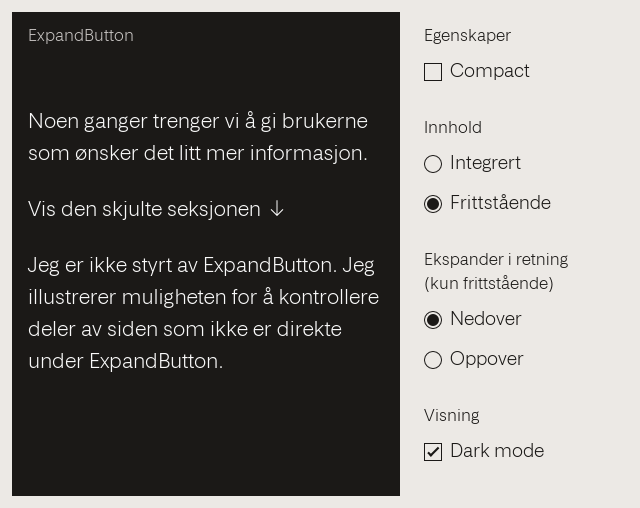 ExpandButton
Noen ganger trenger vi å gi brukerne
som ønsker det litt mer informasjon.
Vis den skjulte seksjonen ↓
Jeg er ikke styrt av ExpandButton. Jeg
illustrerer muligheten for å kontrollere
deler av siden som ikke er direkte
under ExpandButton.
Egenskaper
Compact
Innhold
Integrert
Frittstående
Ekspander i retning
(kun frittstående)
Nedover
Oppover
Visning
Dark mode